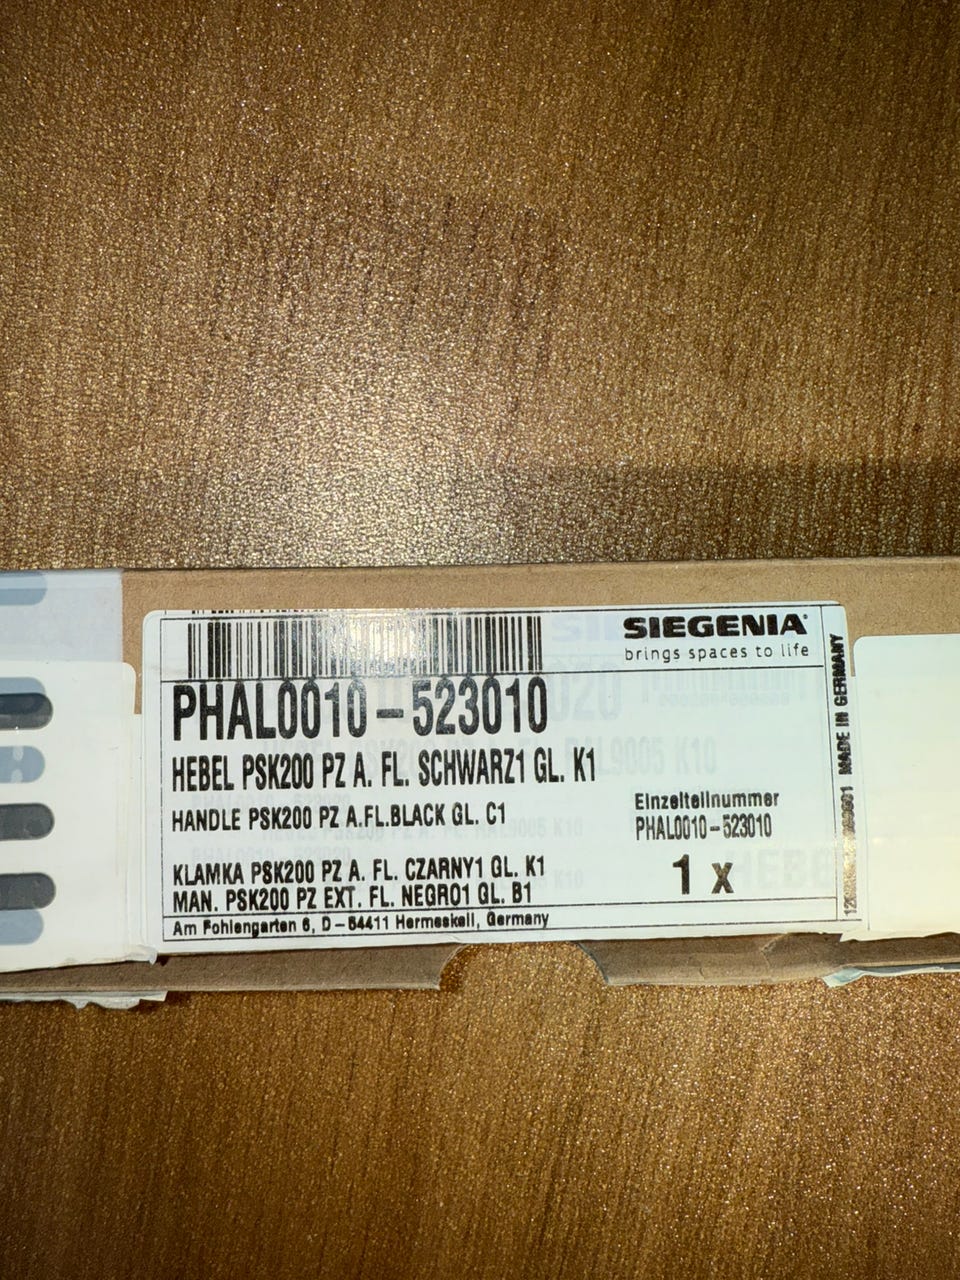 SIEGENIA
brings spaces to life
PHAL0010-523010
HEBEL PSK200 PZ A. FL. SCHWARZ1 GL. K1
HANDLE PSK200 PZ A.FL.BLACK GL. C1
Einzelteilnummer
PHAL0010-523010
1 x
KLAMKA PSK200 PZ A. FL. CZARNY1 GL. K1
MAN. PSK200 PZ EXT. FL. NEGRO1 GL. B1
Am Fohlengarten 6, D-54411 Hermeskeil, Germany
MADE IN GERMANY